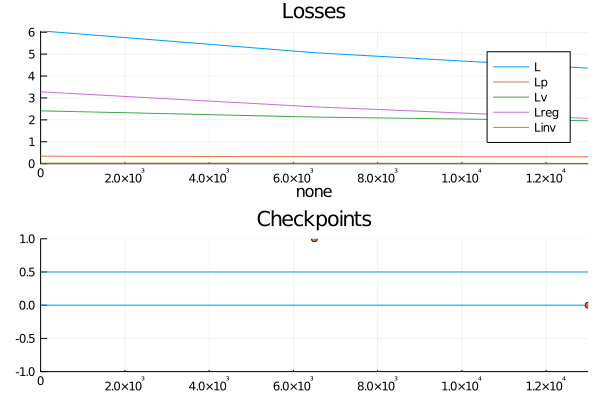 Losses
6
5
4
3
2
1
0
L
Lp
Lv
Lreg
Linv
0 2.0×10³ 4.0×10³ 6.0×10³ 8.0×10³ 1.0×10⁴ 1.2×10⁴
none
Checkpoints
1.0
0.5
0.0
-0.5
-1.0
0 2.0×10³ 4.0×10³ 6.0×10³ 8.0×10³ 1.0×10⁴ 1.2×10⁴